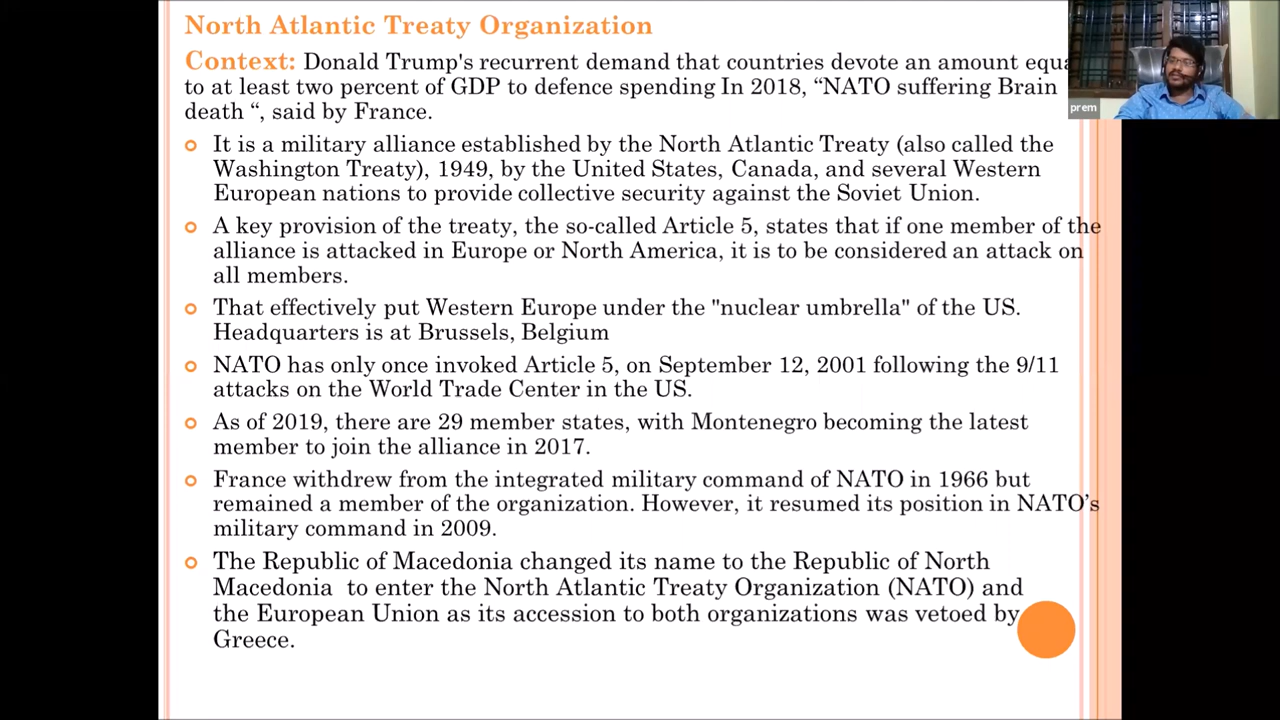 North Atlantic Treaty Organization
Context: Donald Trump's recurrent demand that countries devote an amount equa
to at least two percent of GDP to defence spending In 2018, “NATO suffering Brain
death “, said by France.
It is a military alliance established by the North Atlantic Treaty (also called the
Washington Treaty), 1949, by the United States, Canada, and several Western
European nations to provide collective security against the Soviet Union.
A key provision of the treaty, the so-called Article 5, states that if one member of the
alliance is attacked in Europe or North America, it is to be considered an attack on
all members.
That effectively put Western Europe under the "nuclear umbrella" of the US.
Headquarters is at Brussels, Belgium
NATO has only once invoked Article 5, on September 12, 2001 following the 9/11
attacks on the World Trade Center in the US.
As of 2019, there are 29 member states, with Montenegro becoming the latest
member to join the alliance in 2017.
France withdrew from the integrated military command of NATO in 1966 but
remained a member of the organization. However, it resumed its position in NATO’s
military command in 2009.
The Republic of Macedonia changed its name to the Republic of North
Macedonia to enter the North Atlantic Treaty Organization (NATO) and
the European Union as its accession to both organizations was vetoed by
Greece.
prem